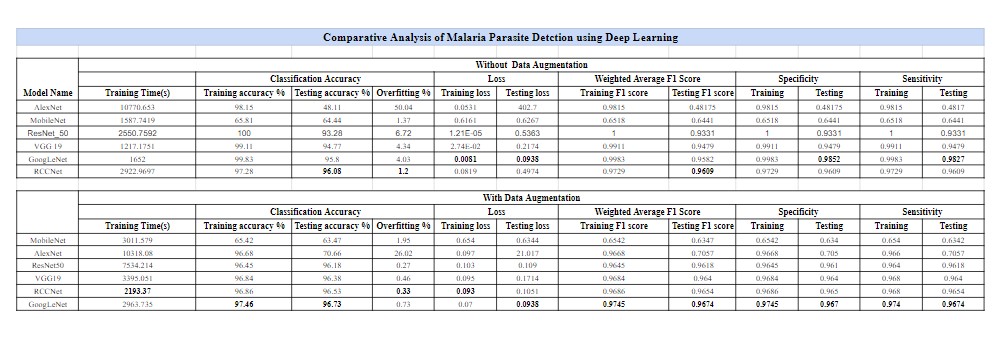 Comparative Analysis of Malaria Parasite Detction using Deep Learning
Without Data Augmentation
Classification Accuracy Loss Weighted Average F1 Score Specificity Sensitivity
Model Name Training Time(s) Training accuracy % Testing accuracy % Overfitting % Training loss Testing loss Training F1 score Testing F1 score Training Testing Training Testing
AlexNet 10770.653 98.15 48.11 50.04 0.0531 402.7 0.9815 0.48175 0.9815 0.48175 0.9815 0.4817
MobileNet 1587.7419 65.81 64.44 1.37 0.6161 0.6267 0.6518 0.6441 0.6518 0.6441 0.6518 0.6441
ResNet_50 2550.7592 100 93.28 6.72 1.21E-05 0.5363 1 0.9331 1 0.9331 1 0.9331
VGG 19 1217.1751 99.11 94.77 4.34 2.74E-02 0.2174 0.9911 0.9479 0.9911 0.9479 0.9911 0.9479
GoogLeNet 1652 99.83 95.8 4.03 0.0081 0.0938 0.9983 0.9582 0.9983 0.9852 0.9983 0.9827
RCCNet 2922.9697 97.28 96.08 1.2 0.0819 0.4974 0.9729 0.9609 0.9729 0.9609 0.9729 0.9609
With Data Augmentation
Classification Accuracy Loss Weighted Average F1 Score Specificity Sensitivity
Training Time(s) Training accuracy % Testing accuracy % Overfitting % Training loss Testing loss Training F1 score Testing F1 score Training Testing Training Testing
MobileNet 3011.579 65.42 63.47 1.95 0.654 0.6344 0.6542 0.6347 0.6542 0.634 0.654 0.6342
AlexNet 10318.08 96.68 70.66 26.02 0.097 21.017 0.9668 0.7057 0.9668 0.705 0.966 0.7057
ResNet50 7534.214 96.45 96.18 0.27 0.103 0.109 0.9645 0.9618 0.9645 0.961 0.964 0.9618
VGG19 3395.051 96.84 96.38 0.46 0.095 0.1714 0.9684 0.964 0.9684 0.964 0.968 0.964
RCCNet 2193.37 96.86 96.53 0.33 0.093 0.1051 0.9686 0.9654 0.9686 0.965 0.968 0.9654
GoogLeNet 2963.735 97.46 96.73 0.73 0.07 0.0938 0.9745 0.9674 0.9745 0.967 0.974 0.9674